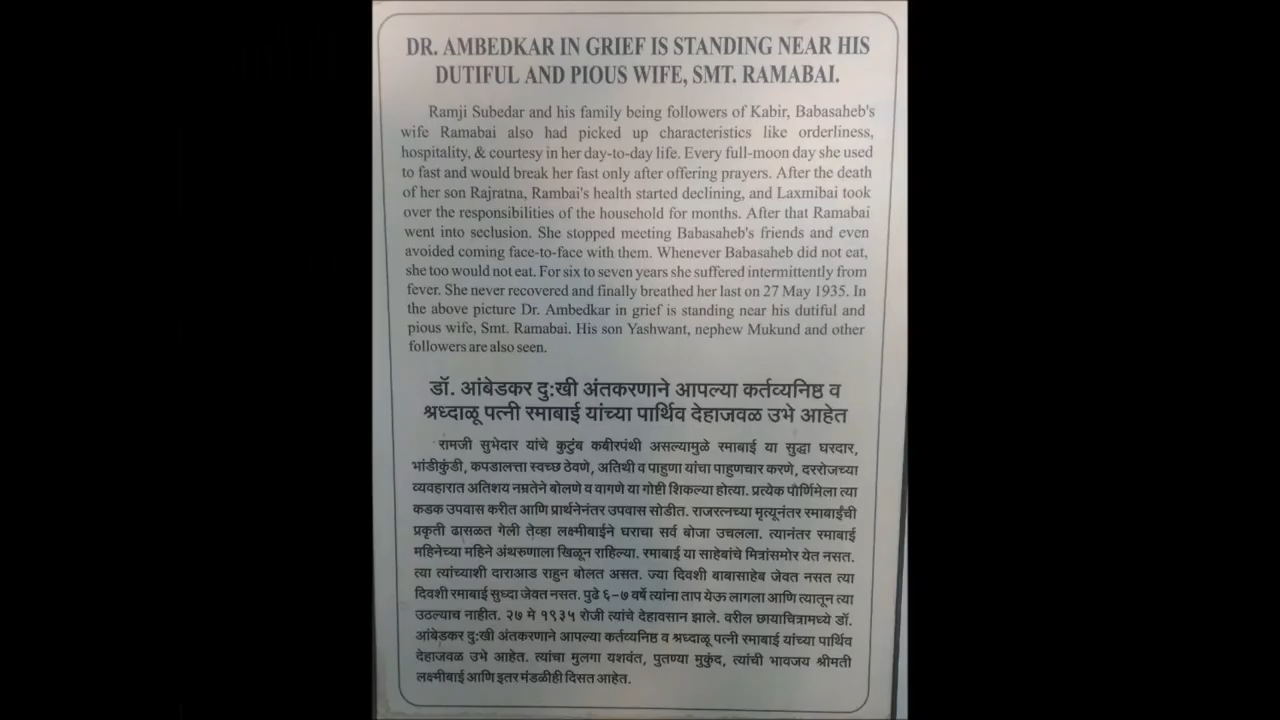 DR. AMBEDKAR IN GRIEF IS STANDING NEAR HIS
DUTIFUL AND PIOUS WIFE, SMT. RAMABAI.
Ramji Subedar and his family being followers of Kabir, Babasaheb's
wife Ramabai also had picked up characteristics like orderliness,
hospitality, & courtesy in her day-to-day life. Every full-moon day she used
to fast and would break her fast only after offering prayers. After the death
of her son Rajratna, Rambai's health started declining, and Laxmibai took
over the responsibilities of the household for months. After that Ramabai
went into seclusion. She stopped meeting Babasaheb's friends and even
avoided coming face-to-face with them. Whenever Babasaheb did not eat,
she too would not eat. For six to seven years she suffered intermittently from
fever. She never recovered and finally breathed her last on 27 May 1935. In
the above picture Dr. Ambedkar in grief is standing near his dutiful and
pious wife, Smt. Ramabai. His son Yashwant, nephew Mukund and other
followers are also seen.
डॉ. आंबेडकर दु:खी अंतकरणाने आपल्या कर्तव्यनिष्ठ व
श्रध्दाळू पत्नी रमाबाई यांच्या पार्थिव देहाजवळ उभे आहेत
रामजी सुभेदार यांचे कुटुंब कबीरपंथी असल्यामुळे रमाबाई या सुद्धा घरदार,
भांडीकुंडी, कपडालत्ता स्वच्छ ठेवणे, अतिथी व पाहुणा यांचा पाहुणचार करणे, दररोजच्या
व्यवहारात अतिशय नम्रतेने बोलणे व वागणे या गोष्टी शिकल्या होत्या. प्रत्येक पौर्णिमेला त्या
कडक उपवास करीत आणि प्रार्थनेनंतर उपवास सोडीत. राजरत्नच्या मृत्यूनंतर रमाबाईंची
प्रकृती ढासळत गेली तेव्हा लक्ष्मीबाईने घराचा सर्व बोजा उचलला. त्यानंतर रमाबाई
महिनेच्या महिने अंथरुणाला खिळून राहिल्या. रमाबाई या साहेबांचे मित्रांसमोर येत नसत.
त्या त्यांच्याशी दाराआड राहुन बोलत असत. ज्या दिवशी बाबासाहेब जेवत नसत त्या
दिवशी रमाबाई सुध्दा जेवत नसत. पुढे ६-७ वर्षे त्यांना ताप येऊ लागला आणि त्यातून त्या
उठल्याच नाहीत. २७ मे १९३५ रोजी त्यांचे देहावसान झाले. वरील छायाचित्रामध्ये डॉ.
आंबेडकर दु:खी अंतकरणाने आपल्या कर्तव्यनिष्ठ व श्रध्दाळू पत्नी रमाबाई यांच्या पार्थिव
देहाजवळ उभे आहेत. त्यांचा मुलगा यशवंत, पुतण्या मुकुंद, त्यांची भावजय श्रीमती
लक्ष्मीबाई आणि इतर मंडळीही दिसत आहेत.